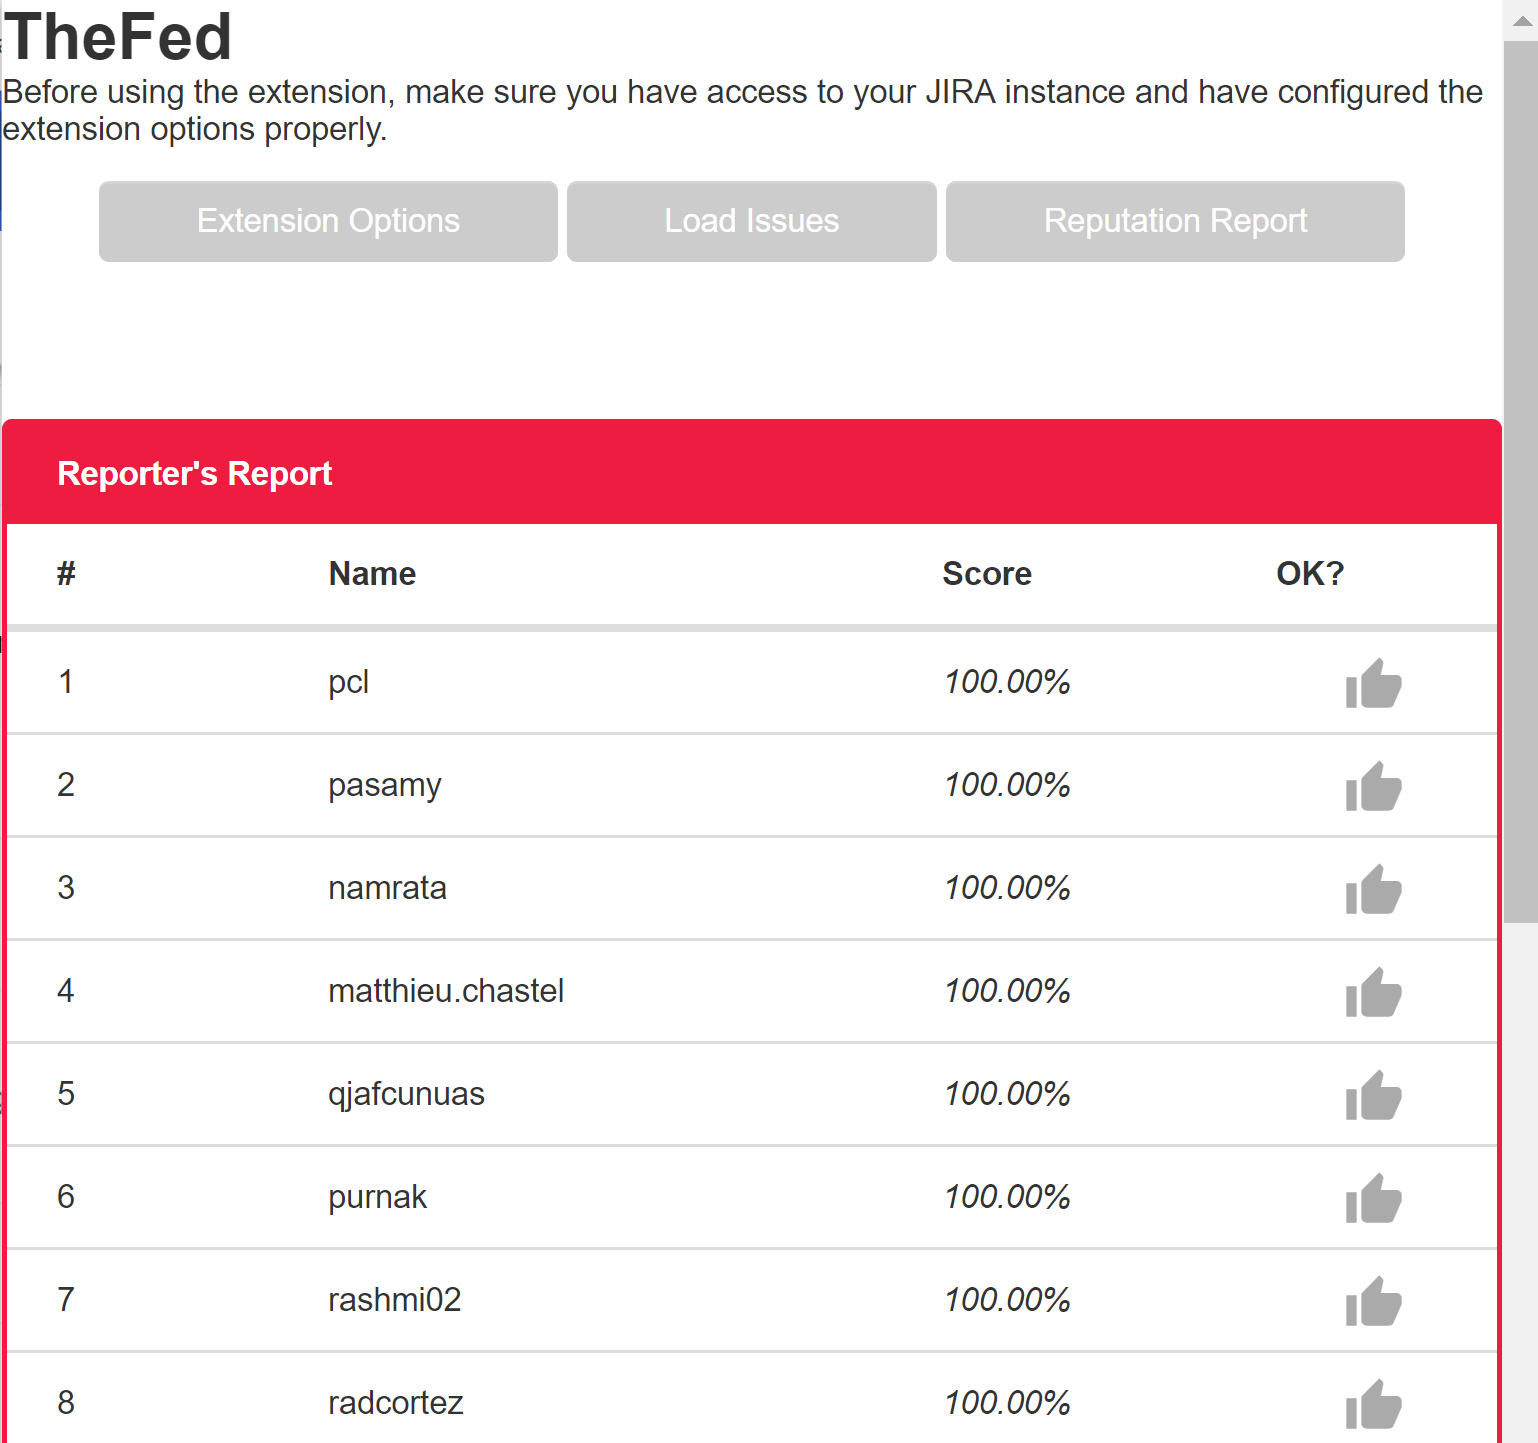 TheFed
Before using the extension, make sure you have access to your JIRA instance and have configured the
extension options properly.
Extension Options Load Issues Reputation Report
Reporter's Report
# Name Score OK?
1 pcl 100.00%
2 pasamy 100.00%
3 namrata 100.00%
4 matthieu.chastel 100.00%
5 qjafcunuas 100.00%
6 purnak 100.00%
7 rashmi02 100.00%
8 radcortez 100.00%